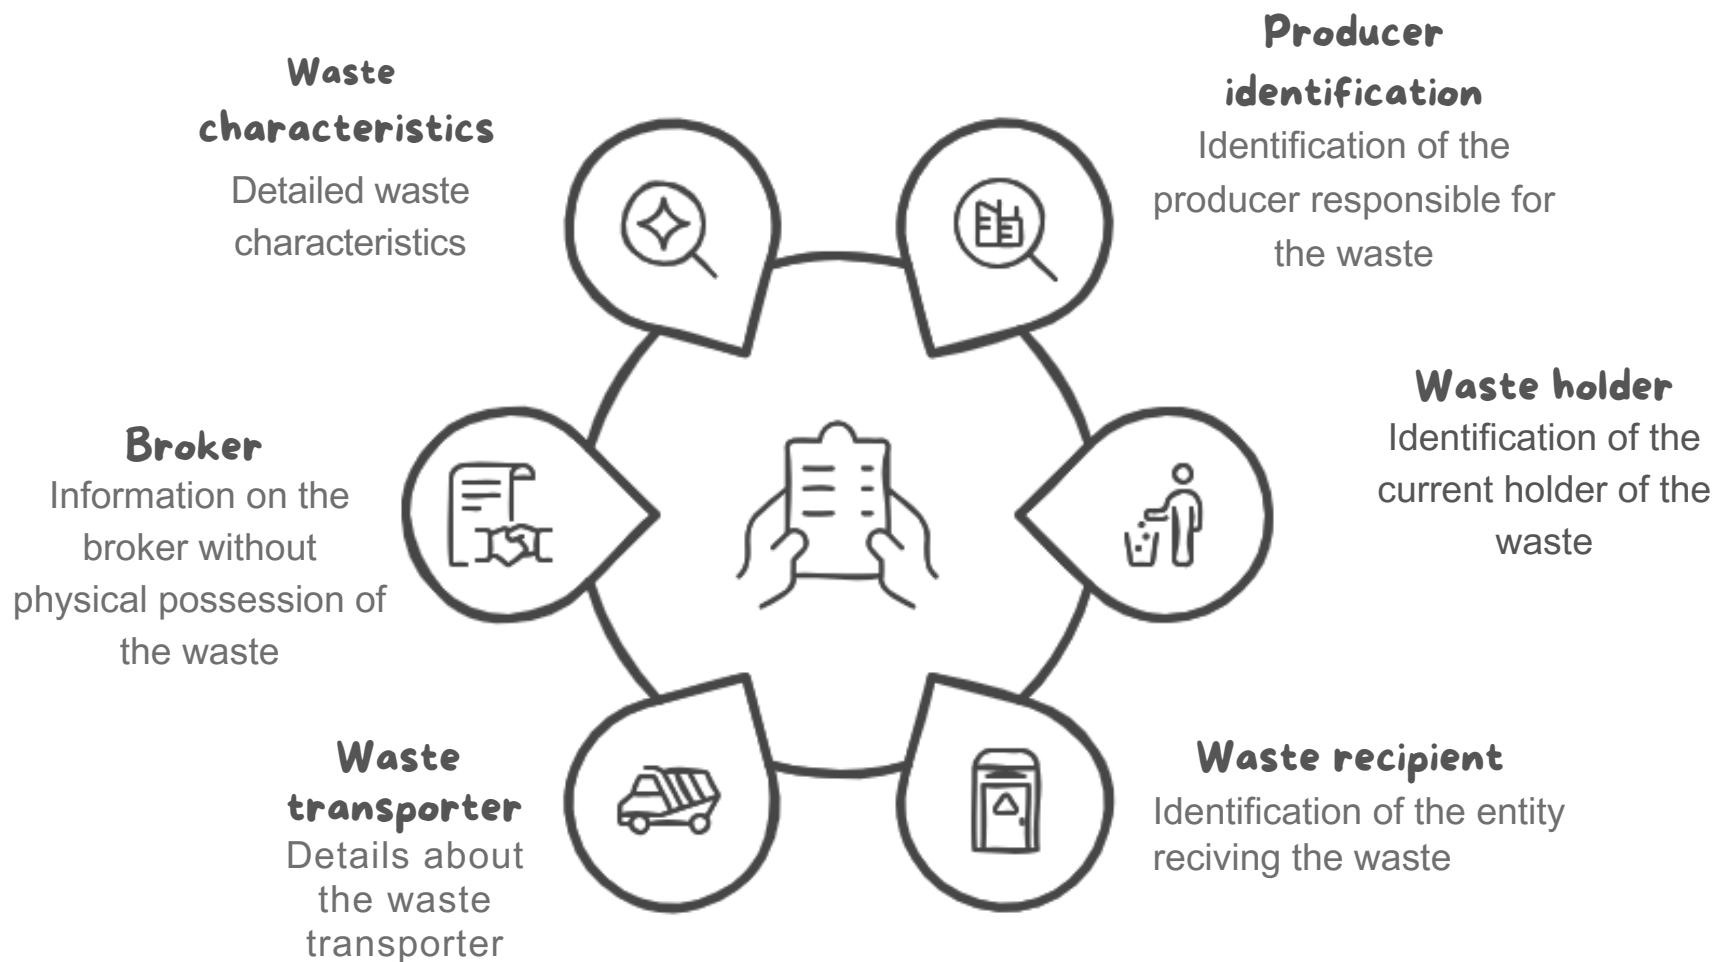 Waste
characteristics
Detailed waste
characteristics
Producer
identification
Identification of the
producer responsible for
the waste
Broker
Information on the
broker without
physical possession of
the waste
Waste holder
Identification of the
current holder of the
waste
Waste
transporter
Details about
the waste
transporter
Waste recipient
Identification of the entity
reciving the waste